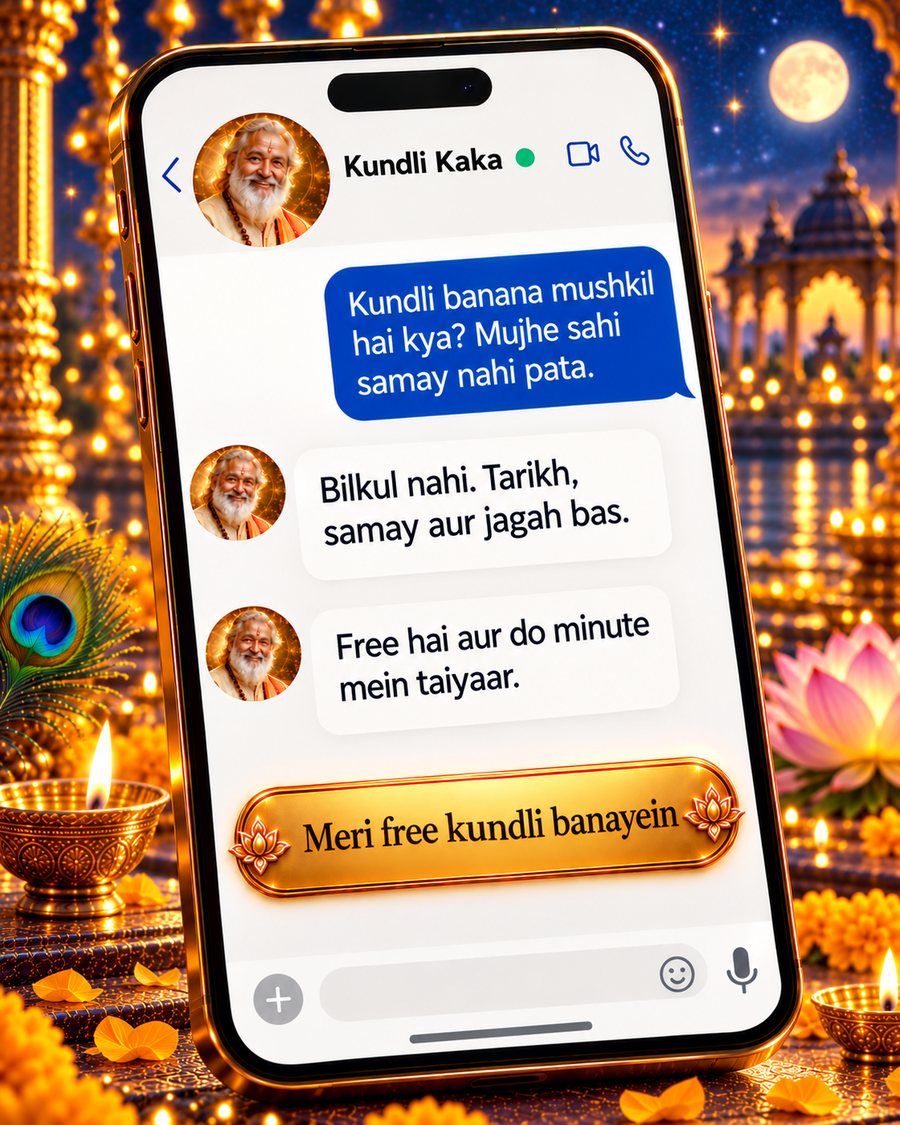 Kundli Kaka
Kundli banana mushkil
hai kya? Mujhe sahi
samay nahi pata.
Bilkul nahi. Tarikh,
samay aur jagah bas.
Free hai aur do minute
mein taiyaar.
Meri free kundli banayein